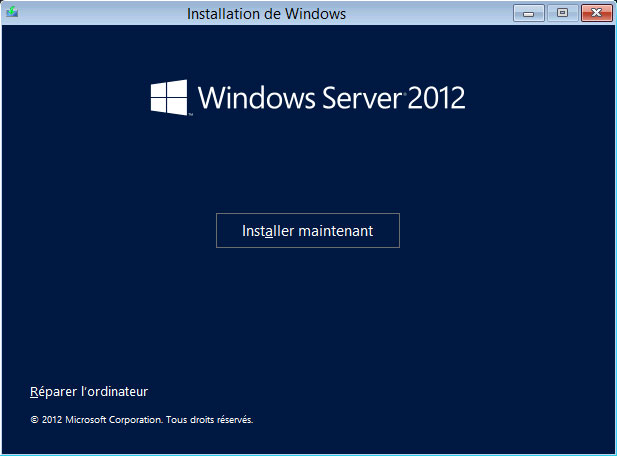 Installation de Windows
Windows Server 2012
Installer maintenant
Réparer l'ordinateur
© 2012 Microsoft Corporation. Tous droits réservés.